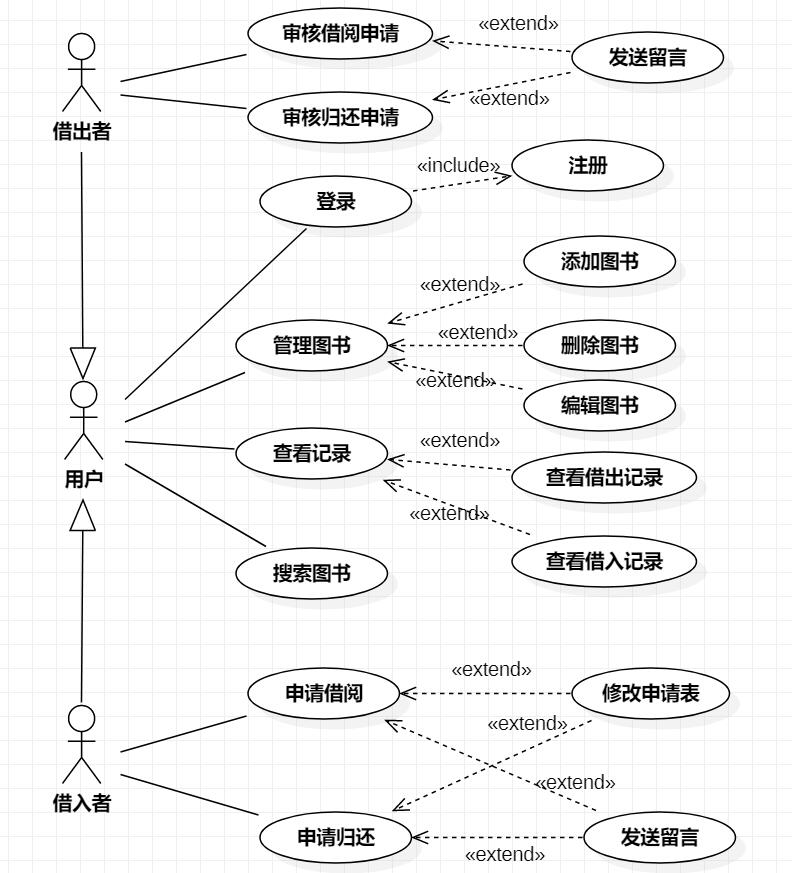 审核借阅申请
«extend»
发送留言
借出者
审核归还申请
«extend»
«include»
注册
登录
添加图书
«extend»
管理图书
«extend»
删除图书
«extend»
编辑图书
用户
查看记录
«extend»
查看借出记录
«extend»
查看借入记录
搜索图书
申请借阅
«extend»
修改申请表
«extend»
«extend»
借入者
申请归还
«extend»
发送留言